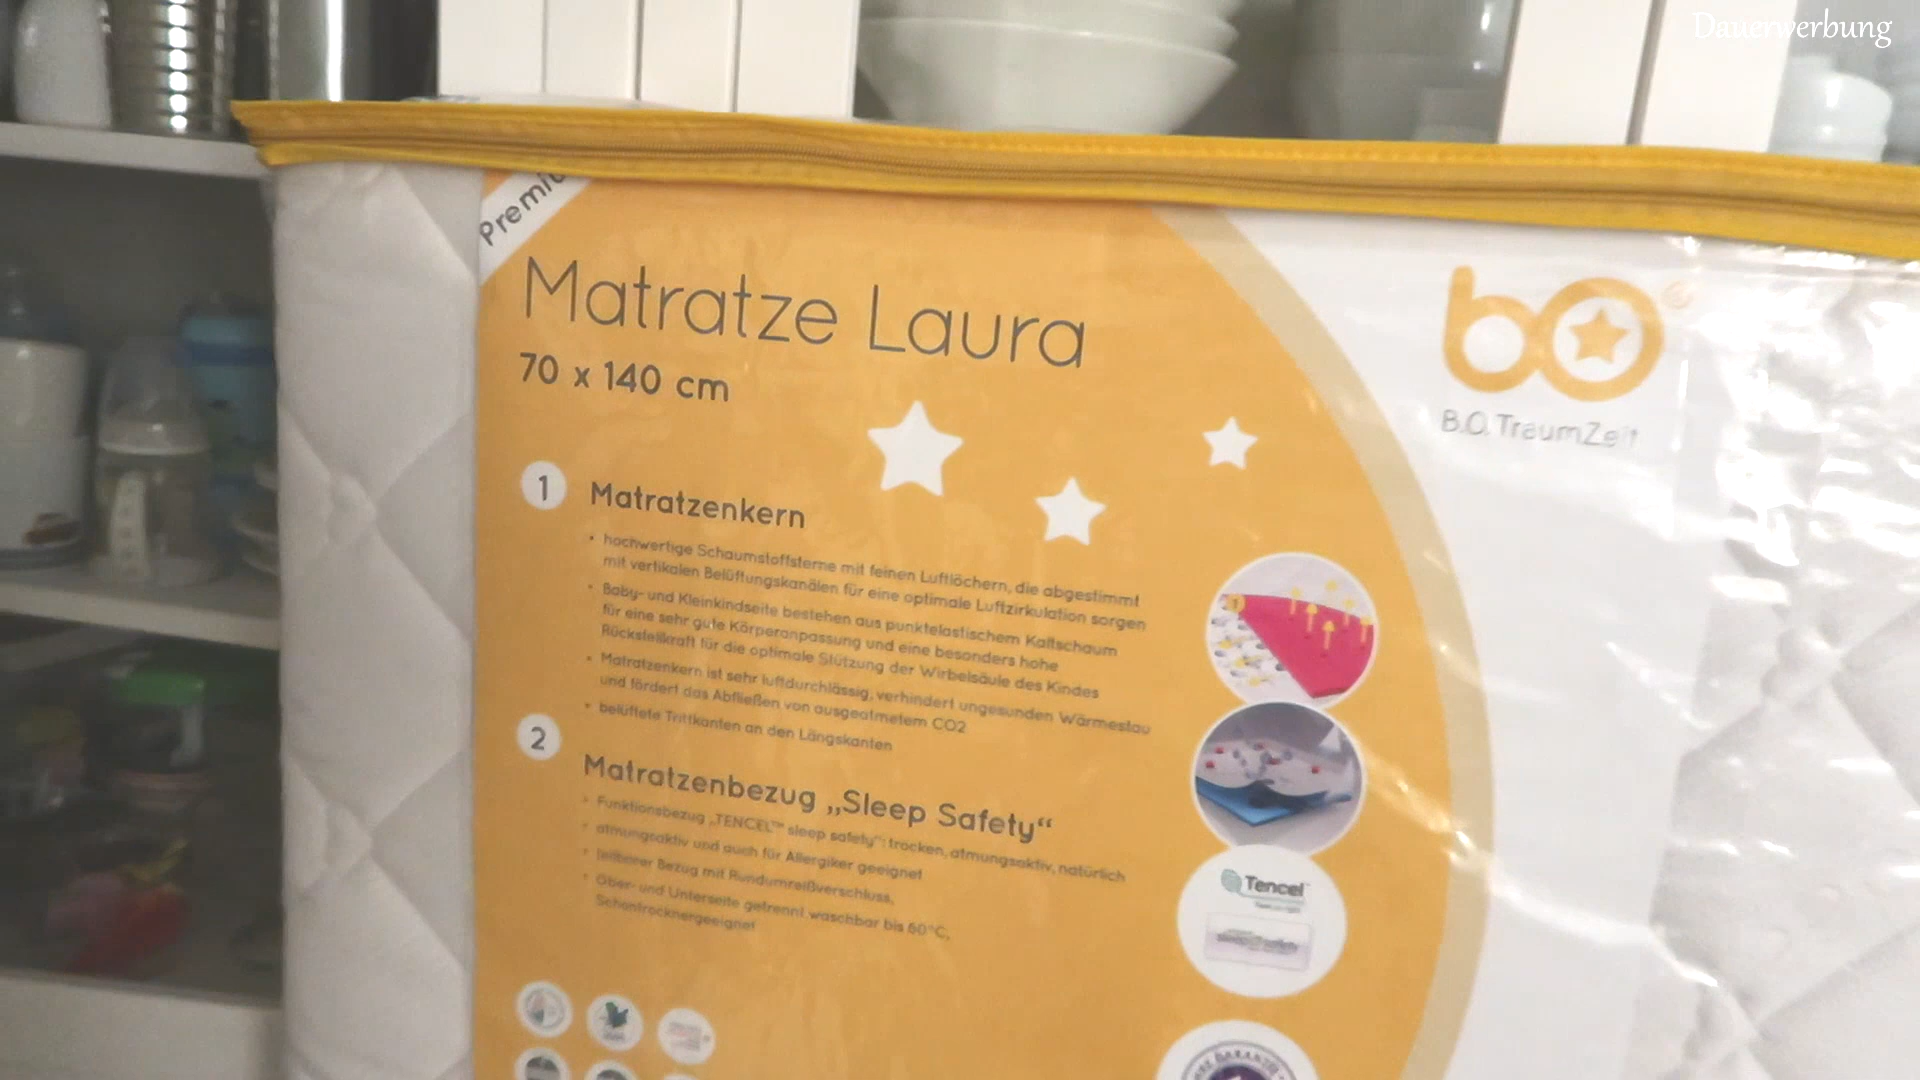 Dauerwerbung
Premiu
Matratze Laura
70 x 140 cm
bo
B.O. TraumZeit
1 Matratzenkern
• hochwertige Schaumstoffsterne mit feinen Luftlöchern, die abgestimmt
mit vertikalen Belüftungskanälen für eine optimale Luftzirkulation sorgen
• Baby- und Kleinkindseite bestehen aus punktelastischem Kaltschaum
für eine sehr gute Körperanpassung und eine besonders hohe
Rückstellkraft für die optimale Stützung der Wirbelsäule des Kindes
• Matratzenkern ist sehr luftdurchlässig, verhindert ungesunden Wärmestau
und fördert das Abfließen von ausgeatmetem CO2
• belüftete Trittkanten an den Längskanten
2 Matratzenbezug „Sleep Safety“
• Funktionsbezug „TENCEL™ sleep safety“: trocken, atmungsaktiv, natürlich
• atmungsaktiv und auch für Allergiker geeignet
• teilbarer Bezug mit Rundumreißverschluss,
• Ober- und Unterseite getrennt waschbar bis 60°C,
Schontrocknergeeignet
Tencel